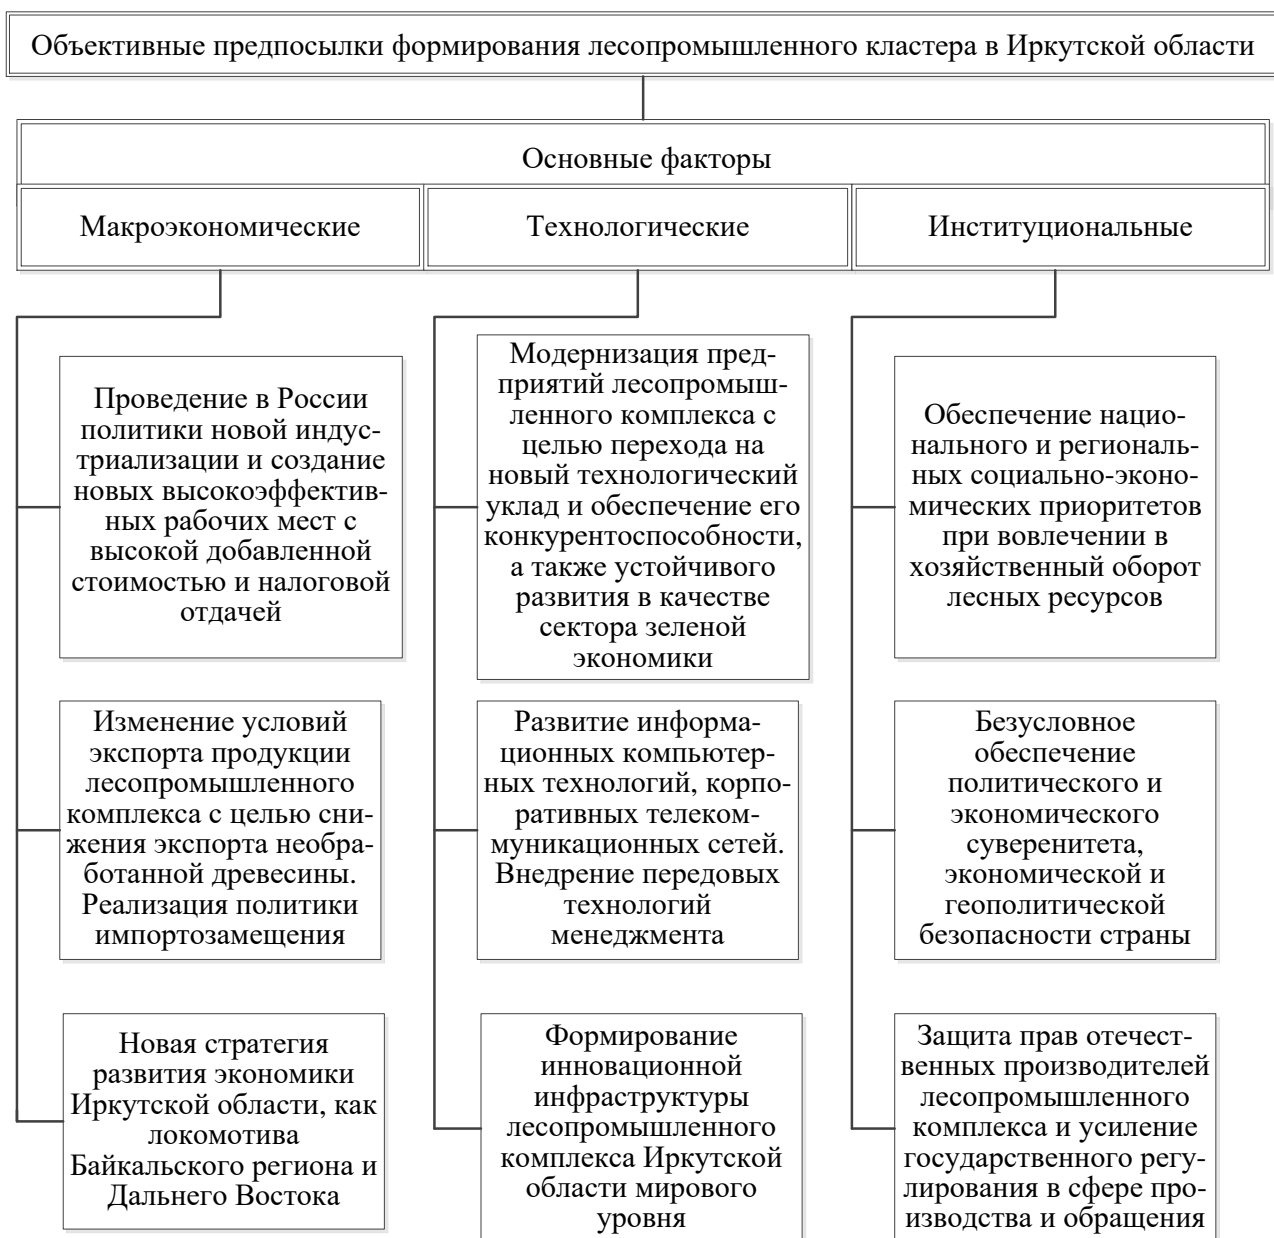 Объективные предпосылки формирования лесопромышленного кластера в Иркутской области
Основные факторы
Макроэкономические
Технологические
Институциональные
Проведение в России
политики новой индус-
триализации и создание
новых высокоэффектив-
ных рабочих мест с
высокой добавленной
стоимостью и налоговой
отдачей
Изменение условий
экспорта продукции
лесопромышленного
комплекса с целью сни-
жения экспорта необра-
ботанной древесины.
Реализация политики
импортозамещения
Новая стратегия
развития экономики
Иркутской области, как
локомотива
Байкальского региона и
Дальнего Востока
Модернизация пред-
приятий лесопромыш-
ленного комплекса с
целью перехода на
новый технологический
уклад и обеспечение его
конкурентоспособности,
а также устойчивого
развития в качестве
сектора зеленой
экономики
Развитие информа-
ционных компьютер-
ных технологий, корпо-
ративных телеком-
муникационных сетей.
Внедрение передовых
технологий
менеджмента
Формирование
инновационной
инфраструктуры
лесопромышленного
комплекса Иркутской
области мирового
уровня
Обеспечение нацио-
нального и региональ-
ных социально-эконо-
мических приоритетов
при вовлечении в
хозяйственный оборот
лесных ресурсов
Безусловное
обеспечение
политического и
экономического
суверенитета,
экономической и
геополитической
безопасности страны
Защита прав отечест-
венных производителей
лесопромышленного
комплекса и усиление
государственного регу-
лирования в сфере про-
изводства и обращения